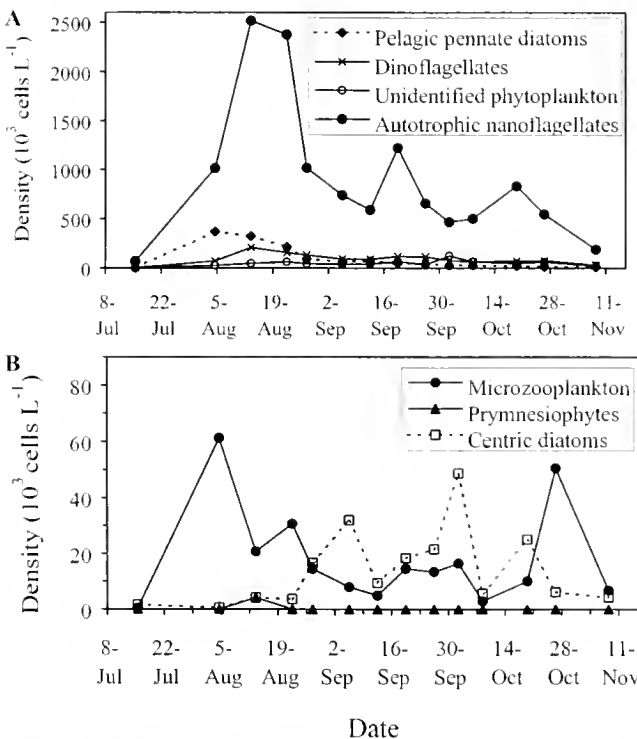 A
Density (10³ cells L⁻¹)
2500
2000
1500
1000
500
0
Pelagic pennate diatoms
Dinoflagellates
Unidentified phytoplankton
Autotrophic nanoflagellates
8- 22- 5- 19- 2- 16- 30- 14- 28- 11-
Jul Jul Aug Aug Sep Sep Sep Oct Oct Nov
B
Density (10³ cells L⁻¹)
80
60
40
20
0
Microzooplankton
Prymnesiophytes
Centric diatoms
8- 22- 5- 19- 2- 16- 30- 14- 28- 11-
Jul Jul Aug Aug Sep Sep Sep Oct Oct Nov
Date